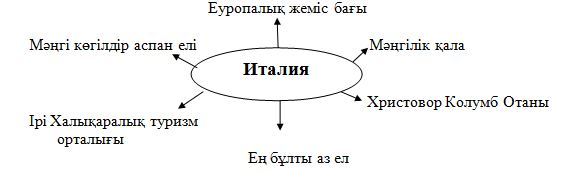 Еуропалық жеміс бағы
Мәңгі көгілдір аспан елі
Мәңгілік қала
Италия
Христовор Колумб Отаны
Ірі Халықаралық туризм
орталығы
Ең бұлты аз ел